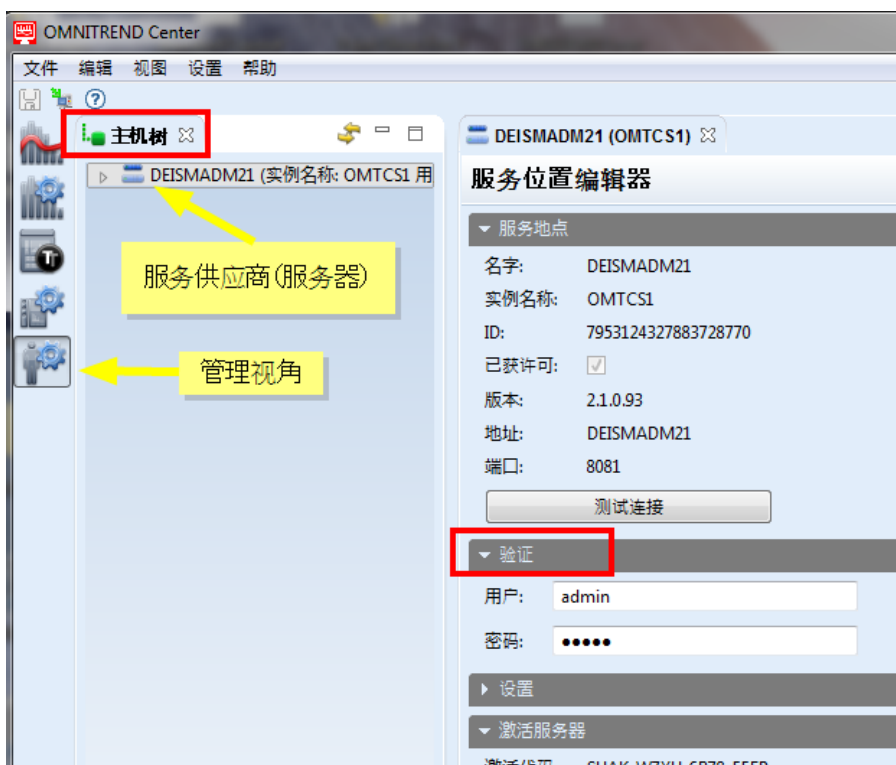 OMNITREND Center
文件 编辑 视图 设置 帮助
主机树
DEISMADM21 (实例名称: OMTCS1 用
服务供应商(服务器)
管理视角
DEISMADM21 (OMTCS1)
服务位置编辑器
服务地点
名字: DEISMADM21
实例名称: OMTCS1
ID: 7953124327883728770
已获许可:
版本: 2.1.0.93
地址: DEISMADM21
端口: 8081
测试连接
验证
用户: admin
密码: ●●●●●
设置
激活服务器